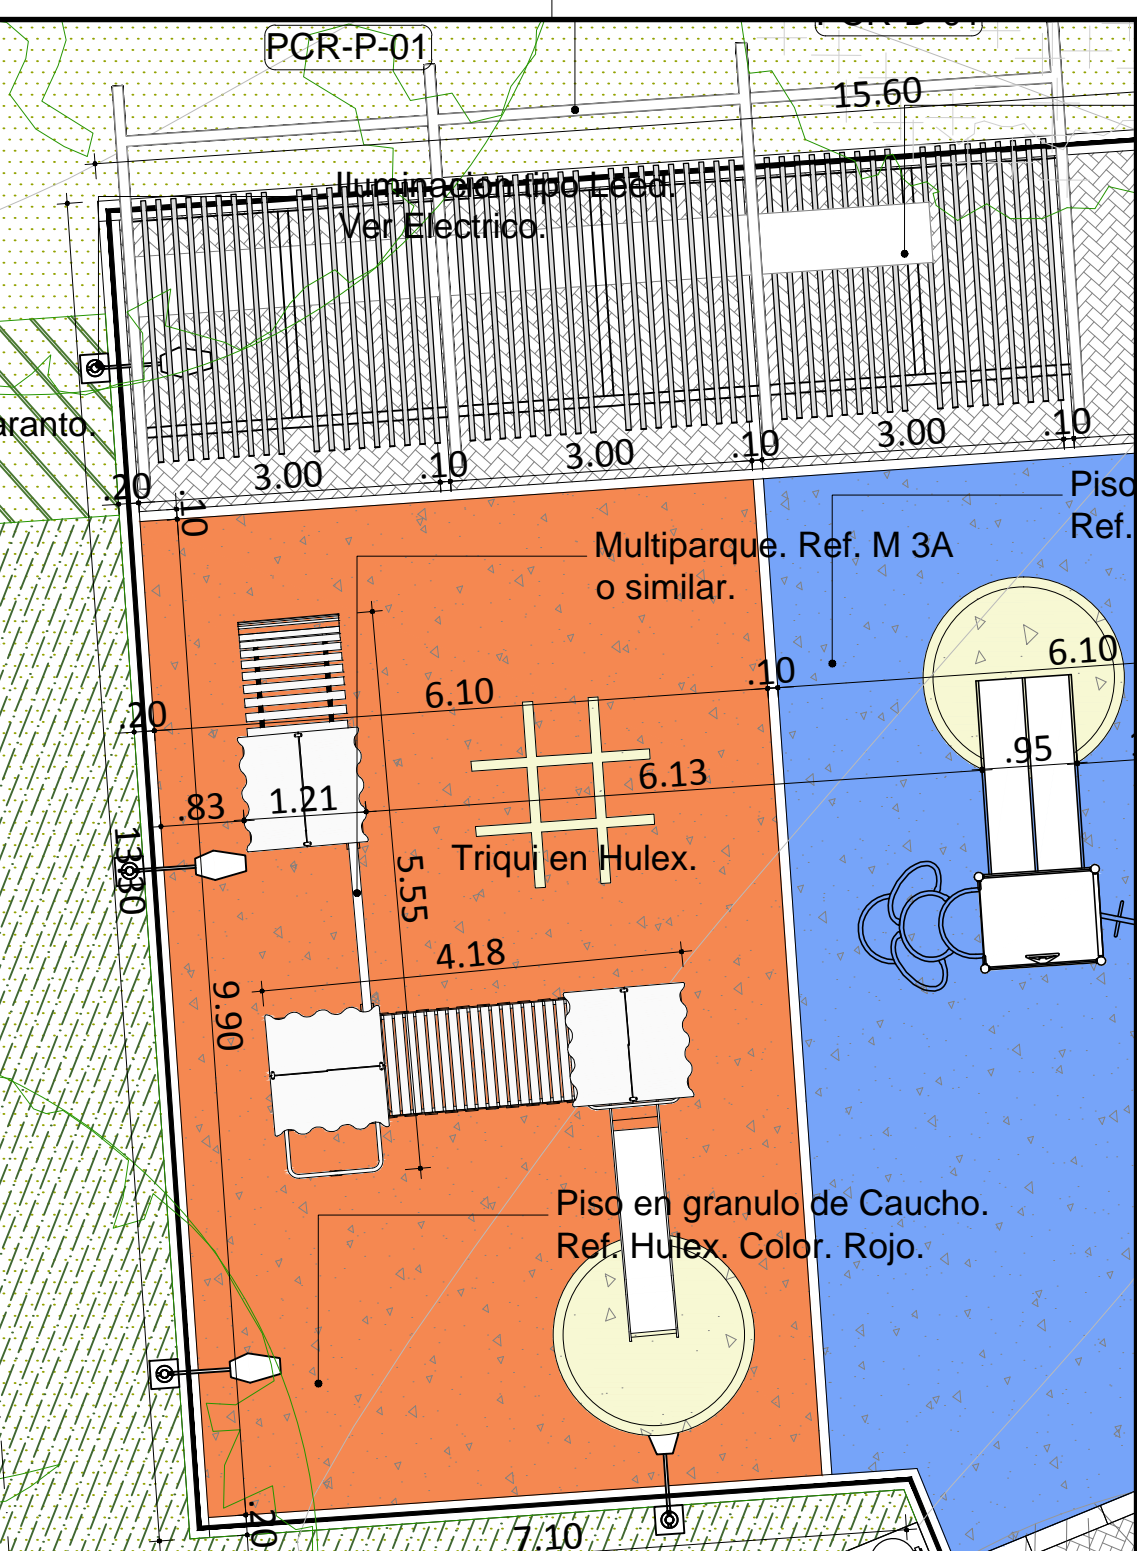 PCR-P-01
15.60
Iluminacion tipo Leed.
Ver Electrico.
aranto.
.20
3.00
.10
3.00
.10
3.00
.10
.10
Piso
Ref.
Multiparque. Ref. M 3A
o similar.
.20
6.10
.10
6.10
.83
1.21
6.13
.95
13.80
5.55
Triqui en Hulex.
4.18
9.90
Piso en granulo de Caucho.
Ref. Hulex. Color. Rojo.
.20
7.10